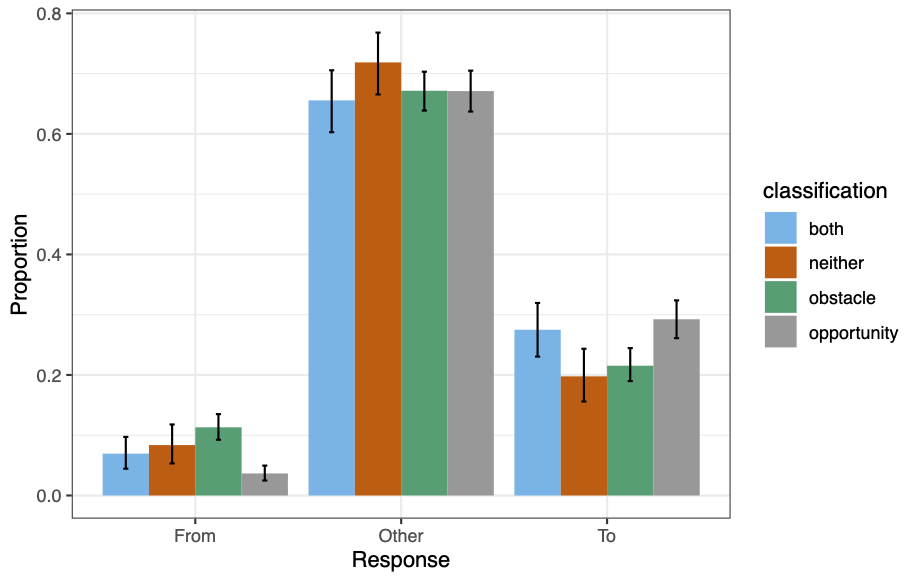 0.8
0.6
0.4
0.2
0.0
Proportion
From
Other
To
Response
classification
both
neither
obstacle
opportunity